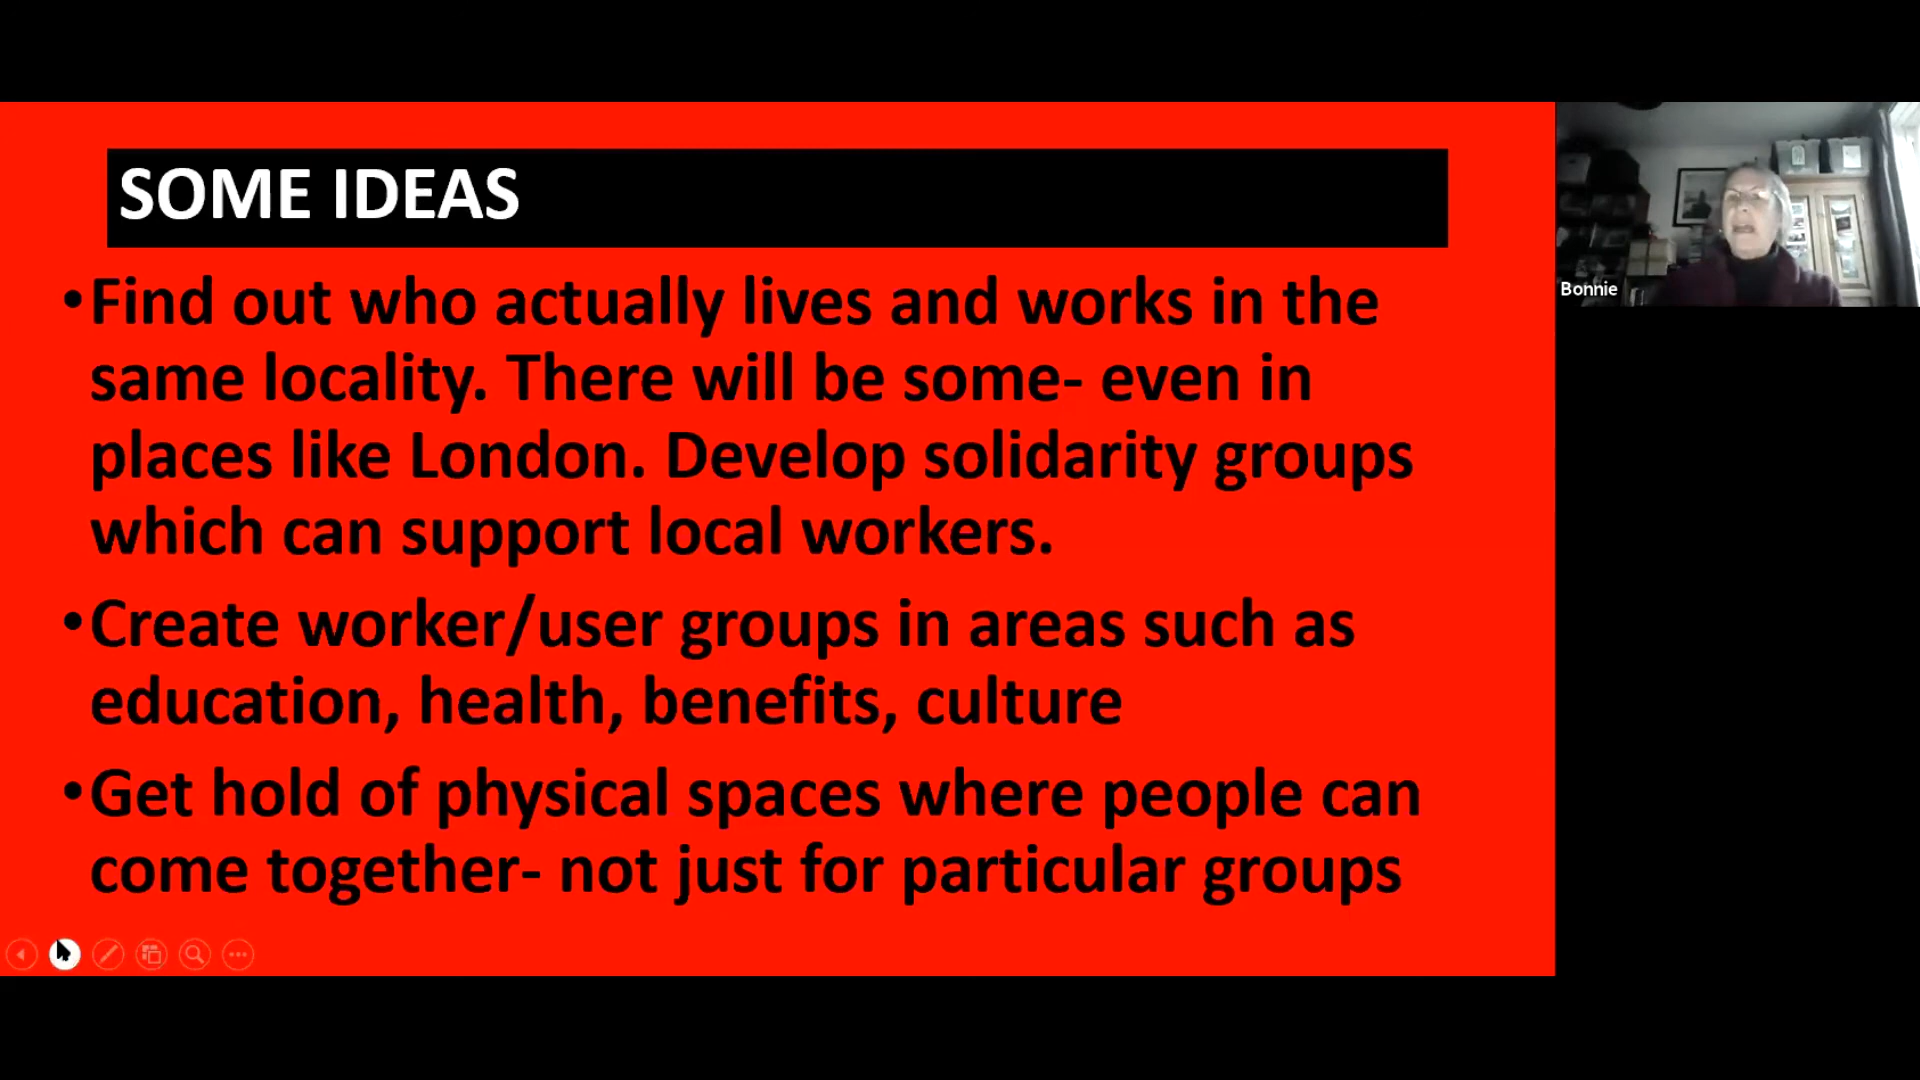 SOME IDEAS
•Find out who actually lives and works in the
same locality. There will be some- even in
places like London. Develop solidarity groups
which can support local workers.
•Create worker/user groups in areas such as
education, health, benefits, culture
•Get hold of physical spaces where people can
come together- not just for particular groups
Bonnie